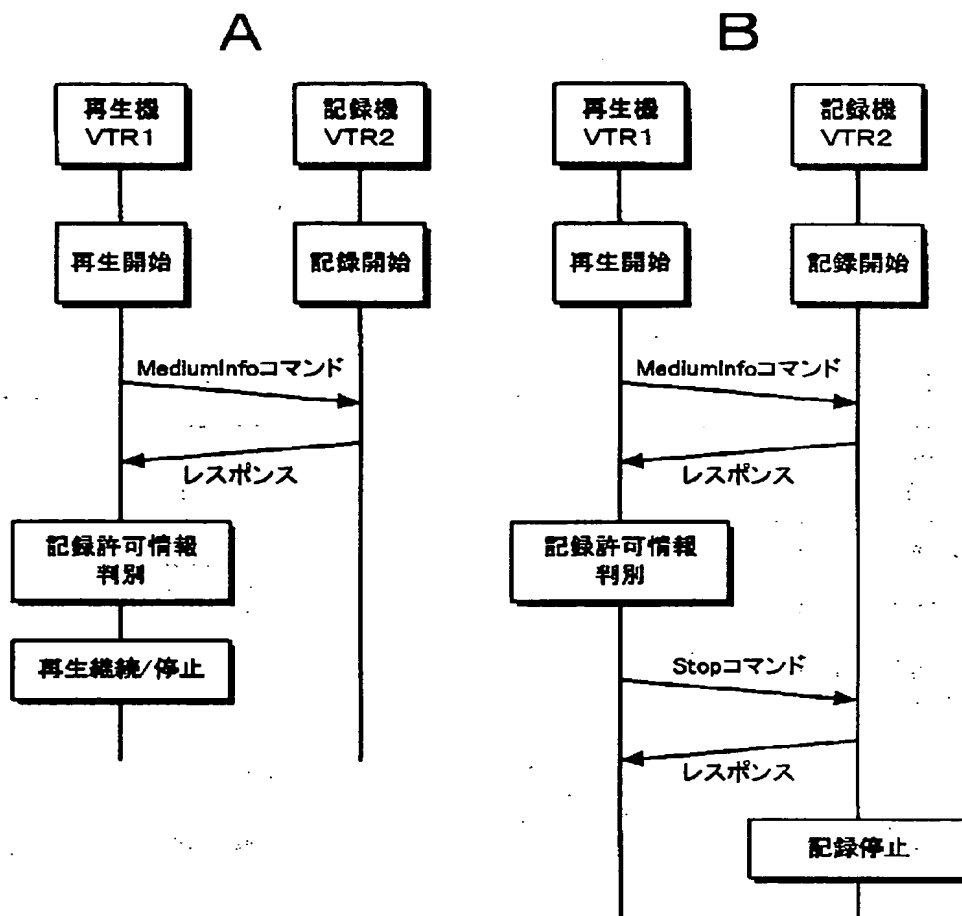 A
再生機
VTR1
記録機
VTR2
再生開始
記録開始
MediumInfoコマンド
レスポンス
記録許可情報
判別
再生継続/停止
B
再生機
VTR1
記録機
VTR2
再生開始
記録開始
MediumInfoコマンド
レスポンス
記録許可情報
判別
Stopコマンド
レスポンス
記録停止